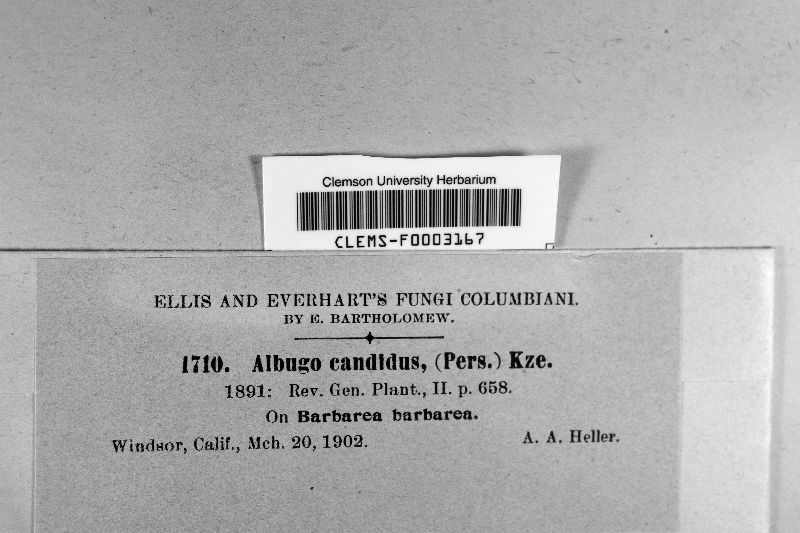 Clemson University Herbarium
CLEMS-F0003167
ELLIS AND EVERHART'S FUNGI COLUMBIANI.
BY E. BARTHOLOMEW.
1710. Albugo candidus, (Pers.) Kze.
1891: Rev. Gen. Plant., II. p. 658.
On Barbarea barbarea.
Windsor, Calif., Mch. 20, 1902. A. A. Heller.